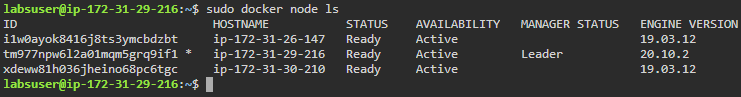 labsuser@ip-172-31-29-216:~$ sudo docker node ls
ID HOSTNAME STATUS AVAILABILITY MANAGER STATUS ENGINE VERSION
i1w0ayok8416j8ts3ymcbdzbt ip-172-31-26-147 Ready Active 19.03.12
tm977npw6l2a01mqm5grq9if1 * ip-172-31-29-216 Ready Active Leader 20.10.2
xdeww81h036jheino68pc6tgc ip-172-31-30-210 Ready Active 19.03.12
labsuser@ip-172-31-29-216:~$